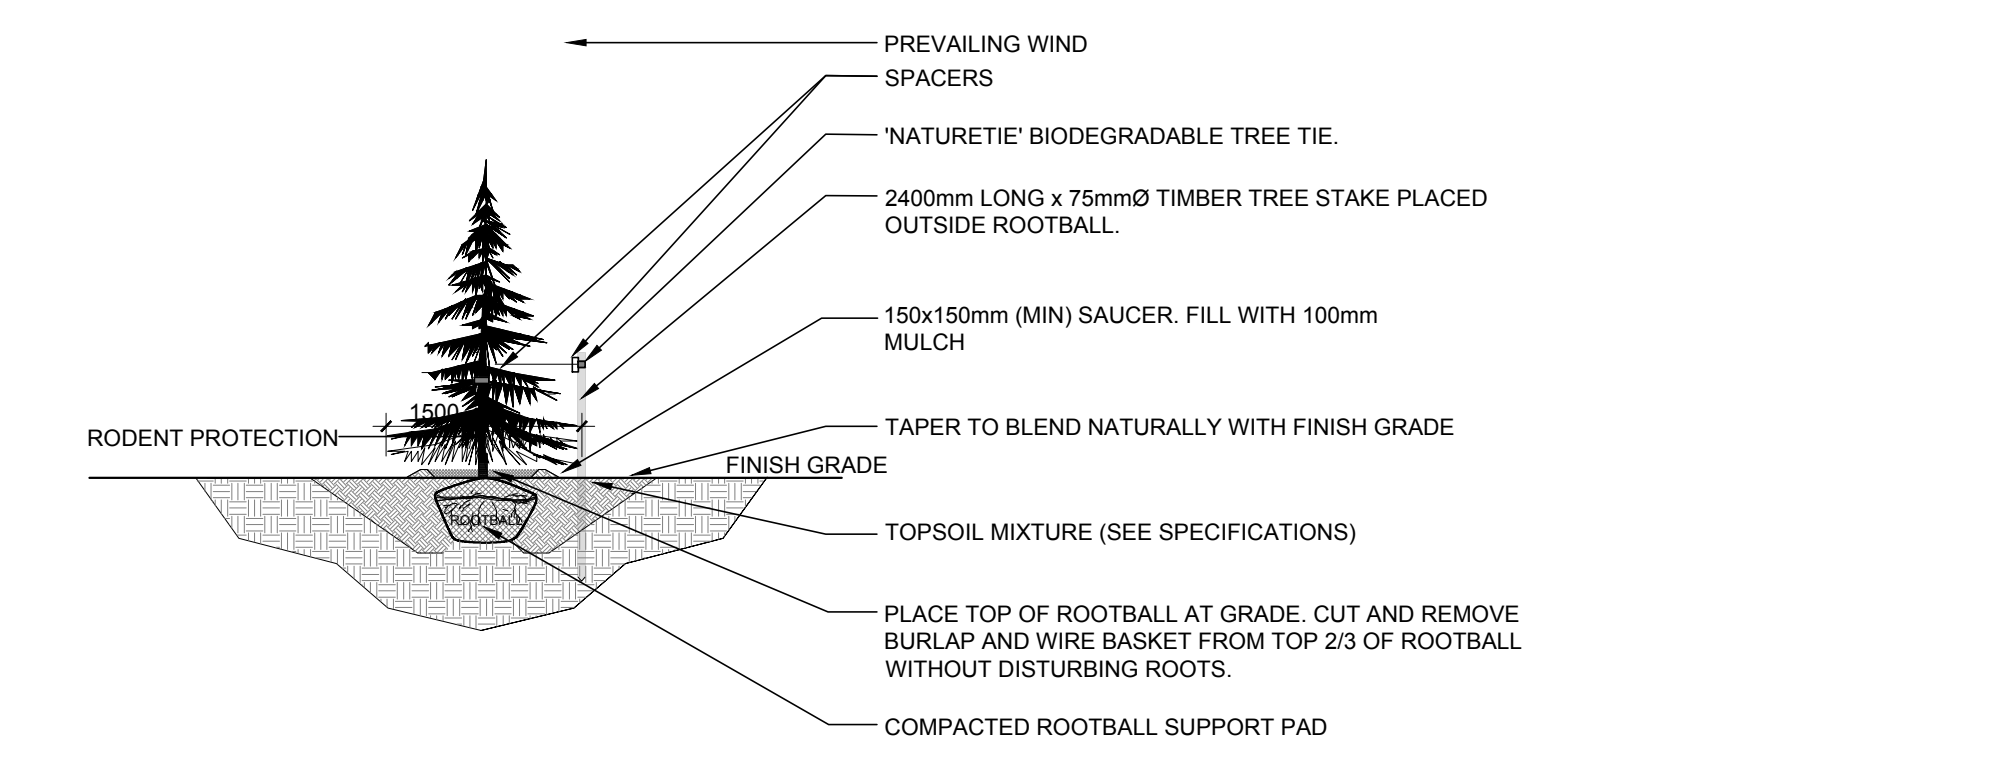 PREVAILING WIND
SPACERS
'NATURETIE' BIODEGRADABLE TREE TIE.
2400mm LONG x 75mmØ TIMBER TREE STAKE PLACED
OUTSIDE ROOTBALL.
150x150mm (MIN) SAUCER. FILL WITH 100mm
MULCH
1500
RODENT PROTECTION
TAPER TO BLEND NATURALLY WITH FINISH GRADE
FINISH GRADE
ROOTBALL
TOPSOIL MIXTURE (SEE SPECIFICATIONS)
PLACE TOP OF ROOTBALL AT GRADE. CUT AND REMOVE
BURLAP AND WIRE BASKET FROM TOP 2/3 OF ROOTBALL
WITHOUT DISTURBING ROOTS.
COMPACTED ROOTBALL SUPPORT PAD